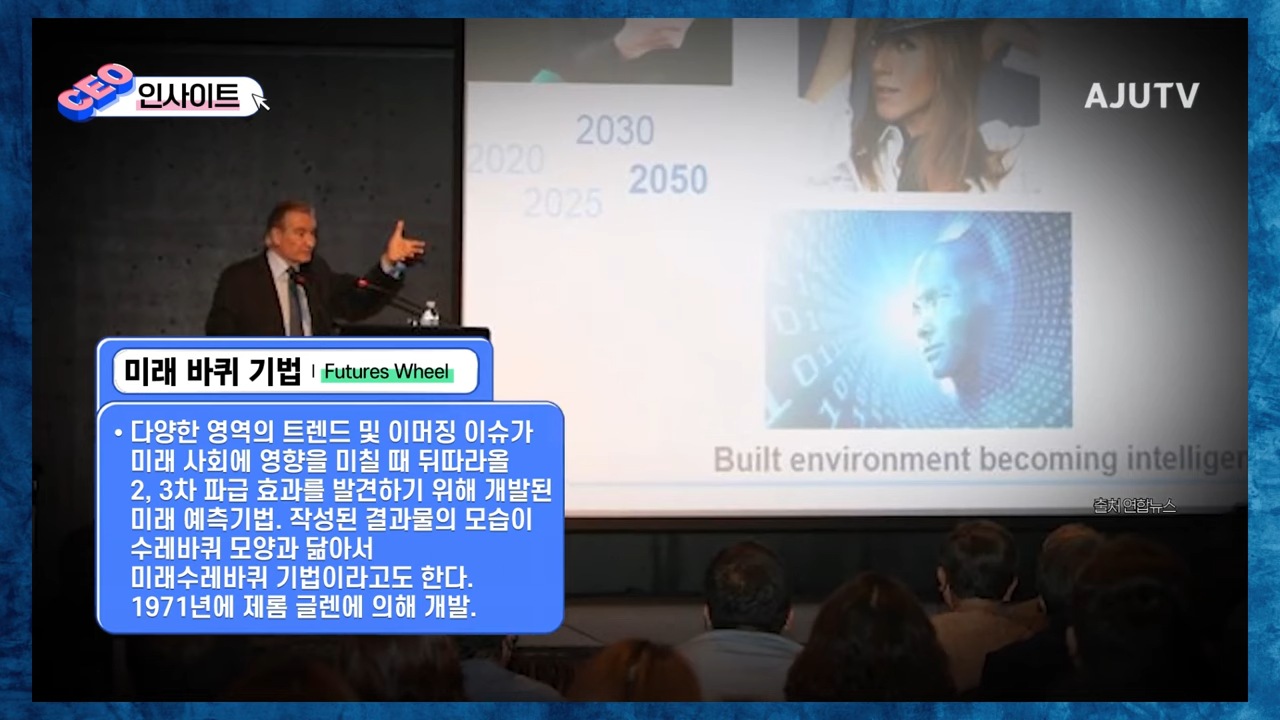 CEO 인사이트
AJUTV
2030
2020
2050
2025
Built environment becoming
출처 연합뉴스
미래 바퀴 기법 | Futures Wheel
• 다양한 영역의 트렌드 및 이머징 이슈가
미래 사회에 영향을 미칠 때 뒤따라올
2, 3차 파급 효과를 발견하기 위해 개발된
미래 예측기법. 작성된 결과물의 모습이
수레바퀴 모양과 닮아서
미래수레바퀴 기법이라고도 한다.
1971년에 제롬 글렌에 의해 개발.